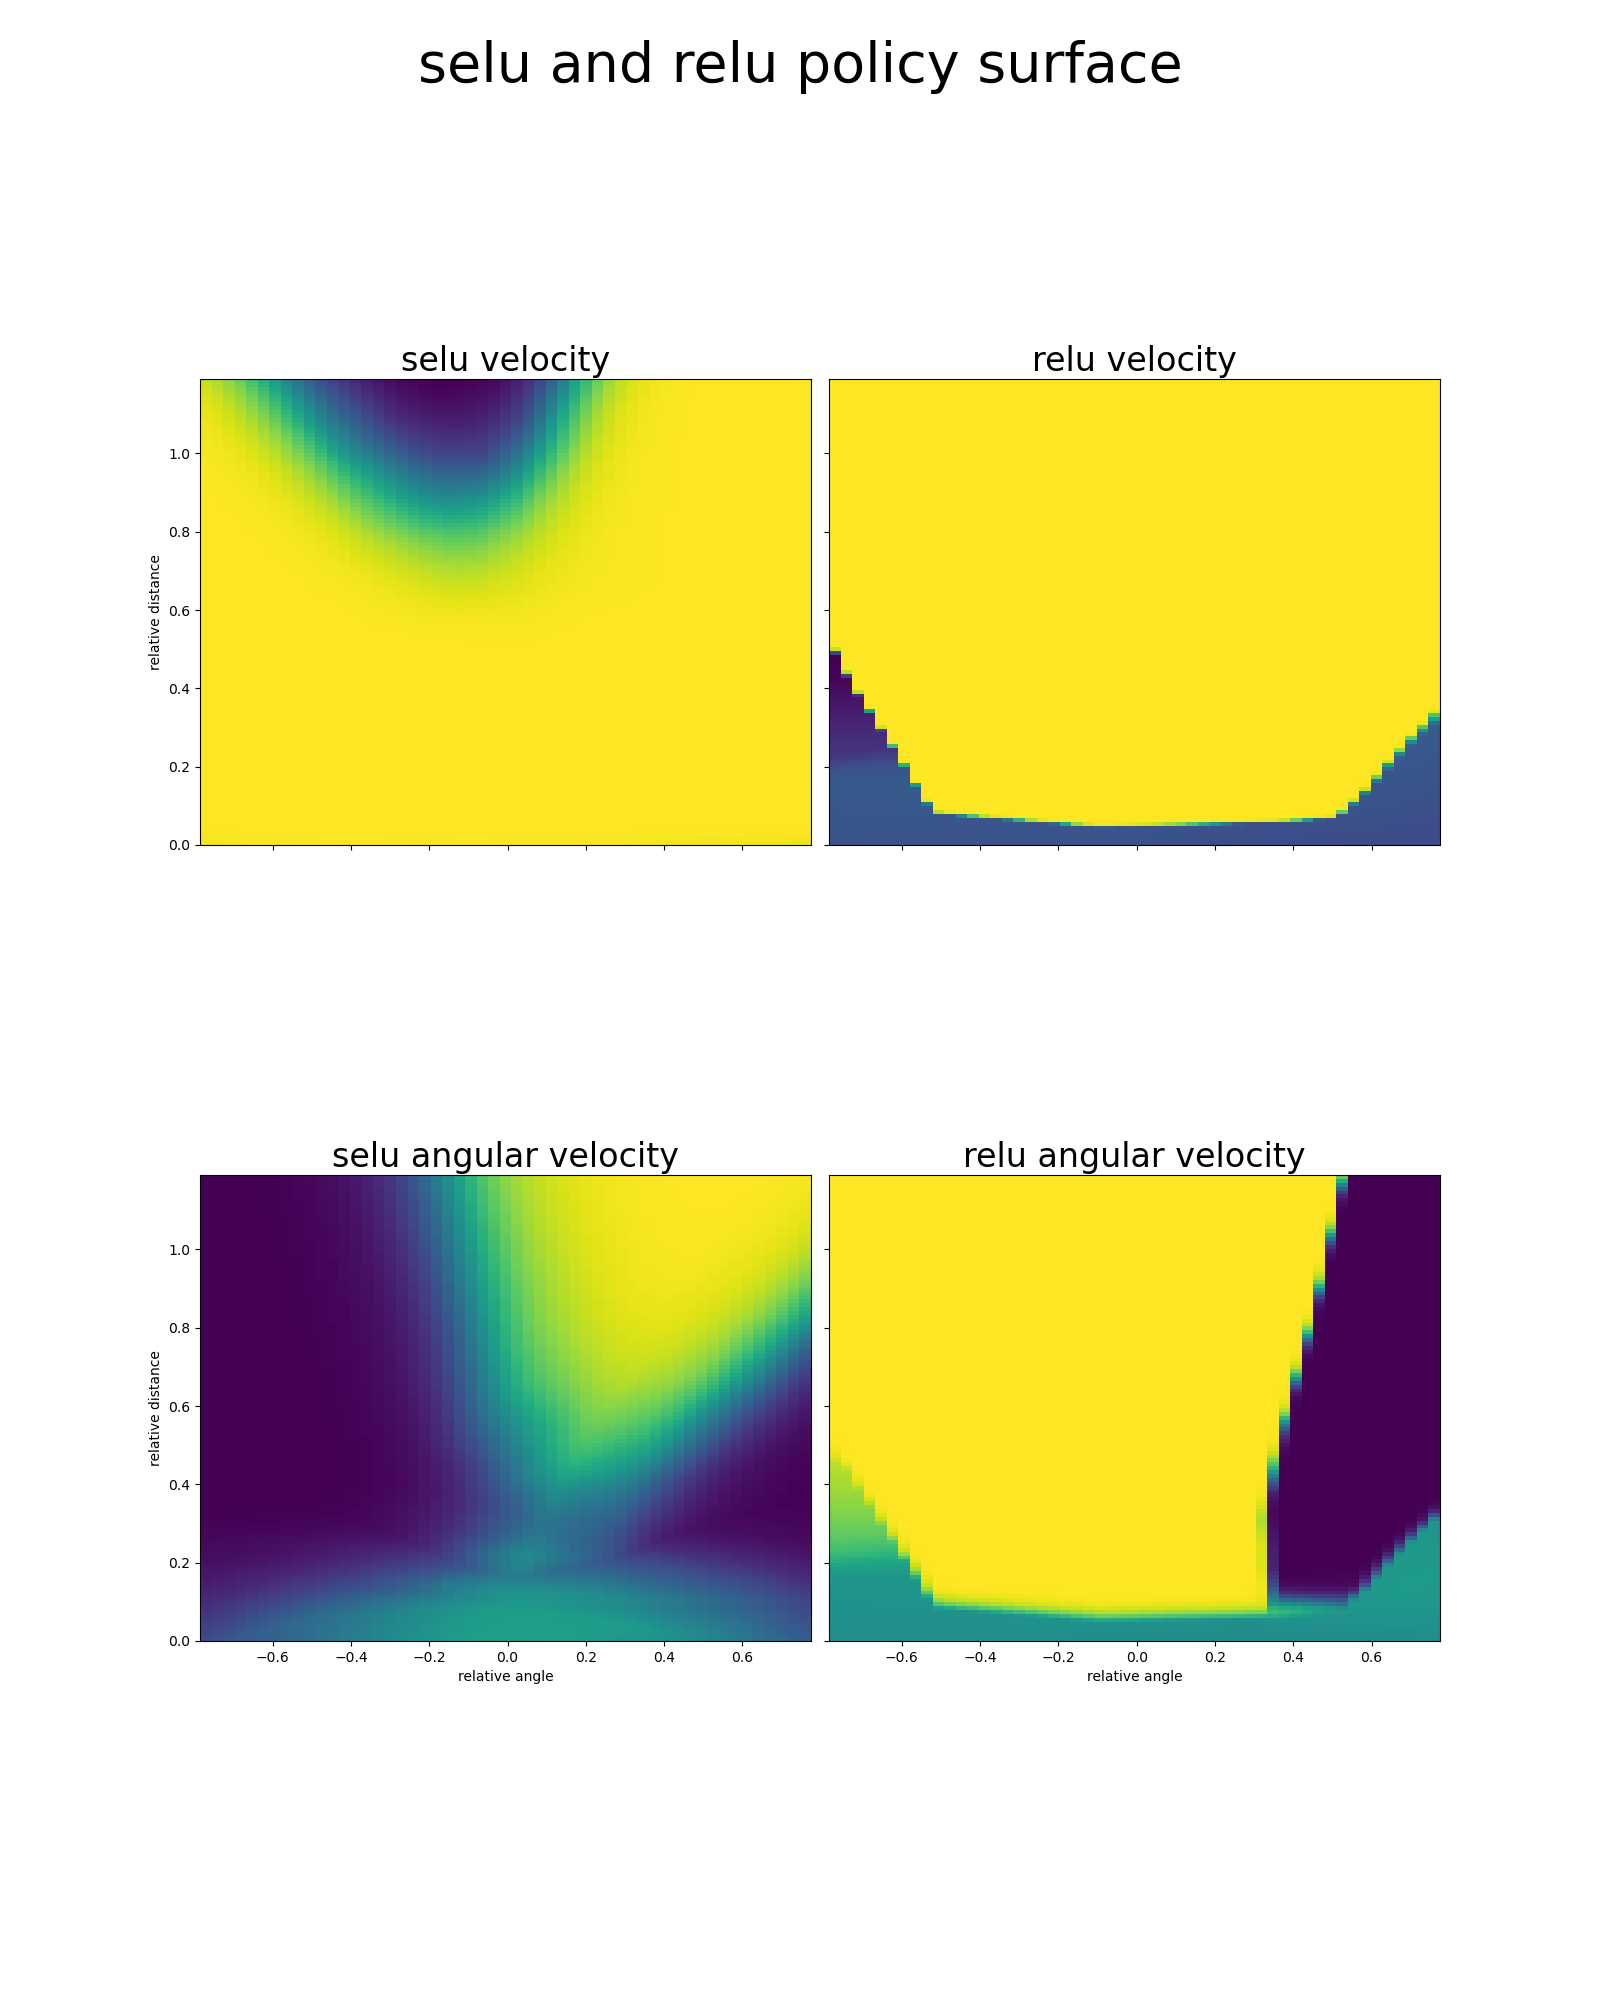 selu and relu policy surface
selu velocity
relu velocity
relative distance
1.0
0.8
0.6
0.4
0.2
0.0
selu angular velocity
relu angular velocity
relative distance
1.0
0.8
0.6
0.4
0.2
0.0
−0.6 −0.4 −0.2 0.0 0.2 0.4 0.6
relative angle
−0.6 −0.4 −0.2 0.0 0.2 0.4 0.6
relative angle